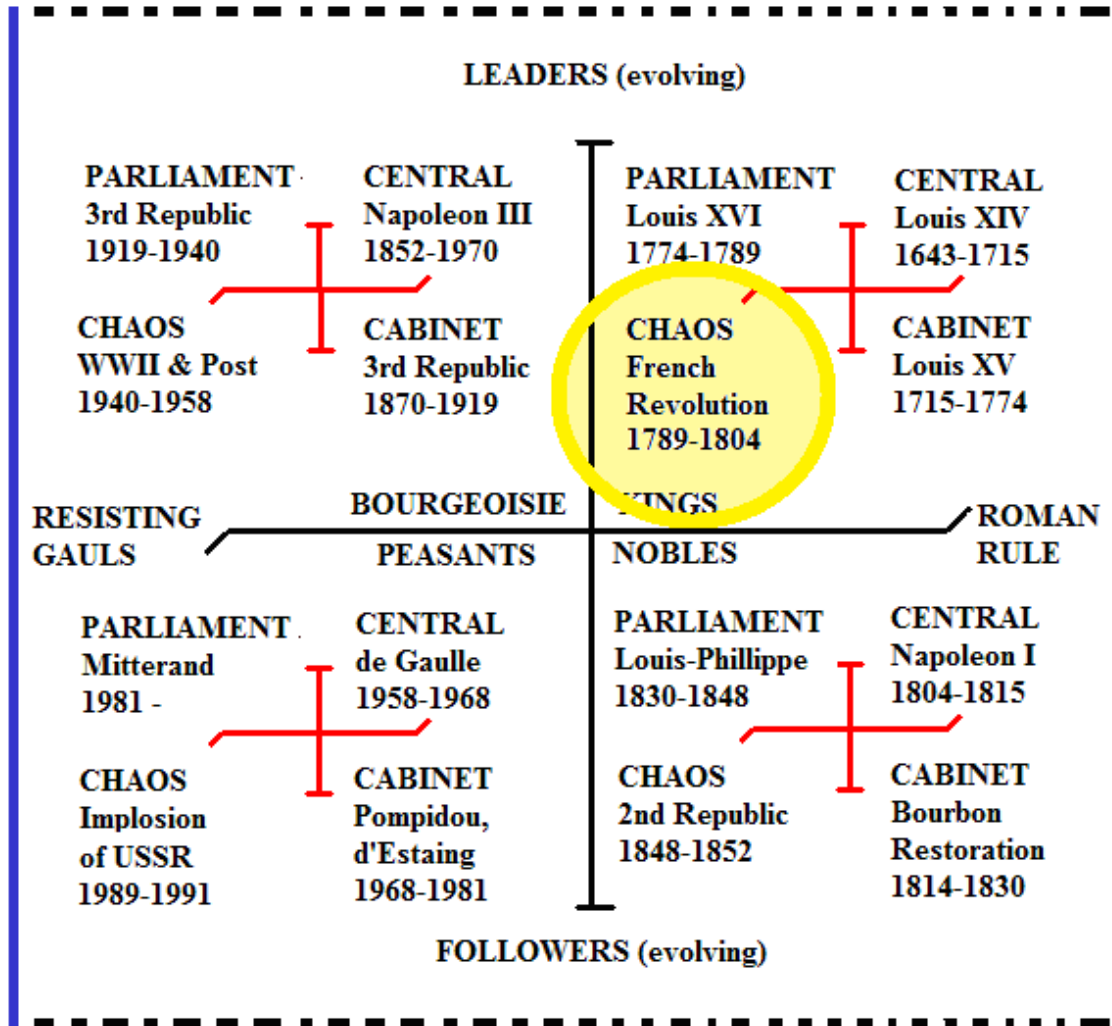 LEADERS (evolving)
PARLIAMENT
3rd Republic
1919-1940
CENTRAL
Napoleon III
1852-1970
CHAOS
WWII & Post
1940-1958
CABINET
3rd Republic
1870-1919
PARLIAMENT
Louis XVI
1774-1789
CENTRAL
Louis XIV
1643-1715
CHAOS
French
Revolution
1789-1804
CABINET
Louis XV
1715-1774
RESISTING
GAULS
BOURGEOISIE
KINGS
PEASANTS
NOBLES
ROMAN
RULE
PARLIAMENT
Mitterand
1981 -
CENTRAL
de Gaulle
1958-1968
CHAOS
Implosion
of USSR
1989-1991
CABINET
Pompidou,
d'Estaing
1968-1981
PARLIAMENT
Louis-Phillippe
1830-1848
CENTRAL
Napoleon I
1804-1815
CHAOS
2nd Republic
1848-1852
CABINET
Bourbon
Restoration
1814-1830
FOLLOWERS (evolving)